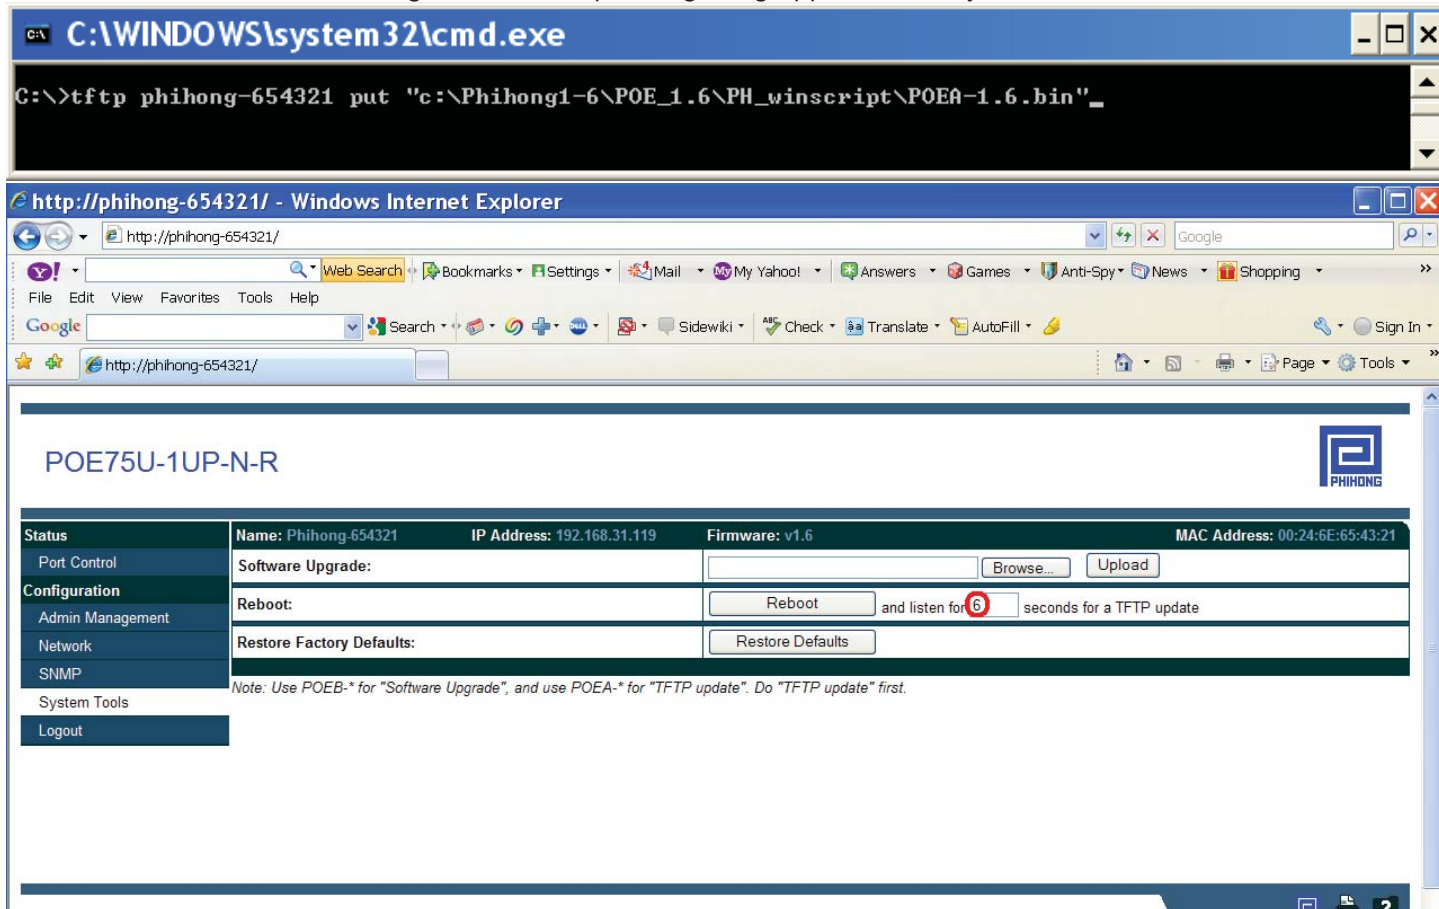 C:\WINDOWS\system32\cmd.exe
C:\>tftp phihong-654321 put "c:\Phihong1-6\POE_1.6\PH_winscript\POEA-1.6.bin"_
http://phihong-654321/ - Windows Internet Explorer
http://phihong-654321/ Google
Y! Web Search Bookmarks Settings Mail My Yahoo! Answers Games Anti-Spy News Shopping »
File Edit View Favorites Tools Help
Google Search Sidewiki Check Translate AutoFill Sign In
http://phihong-654321/ Page Tools »
POE75U-1UP-N-R
PHIHONG
Status Name: Phihong-654321 IP Address: 192.168.31.119 Firmware: v1.6 MAC Address: 00:24:6E:65:43:21
Port Control Software Upgrade: Browse... Upload
Configuration
Admin Management Reboot: Reboot and listen for 6 seconds for a TFTP update
Network Restore Factory Defaults: Restore Defaults
SNMP
Note: Use POEB-* for "Software Upgrade", and use POEA-* for "TFTP update". Do "TFTP update" first.
System Tools
Logout